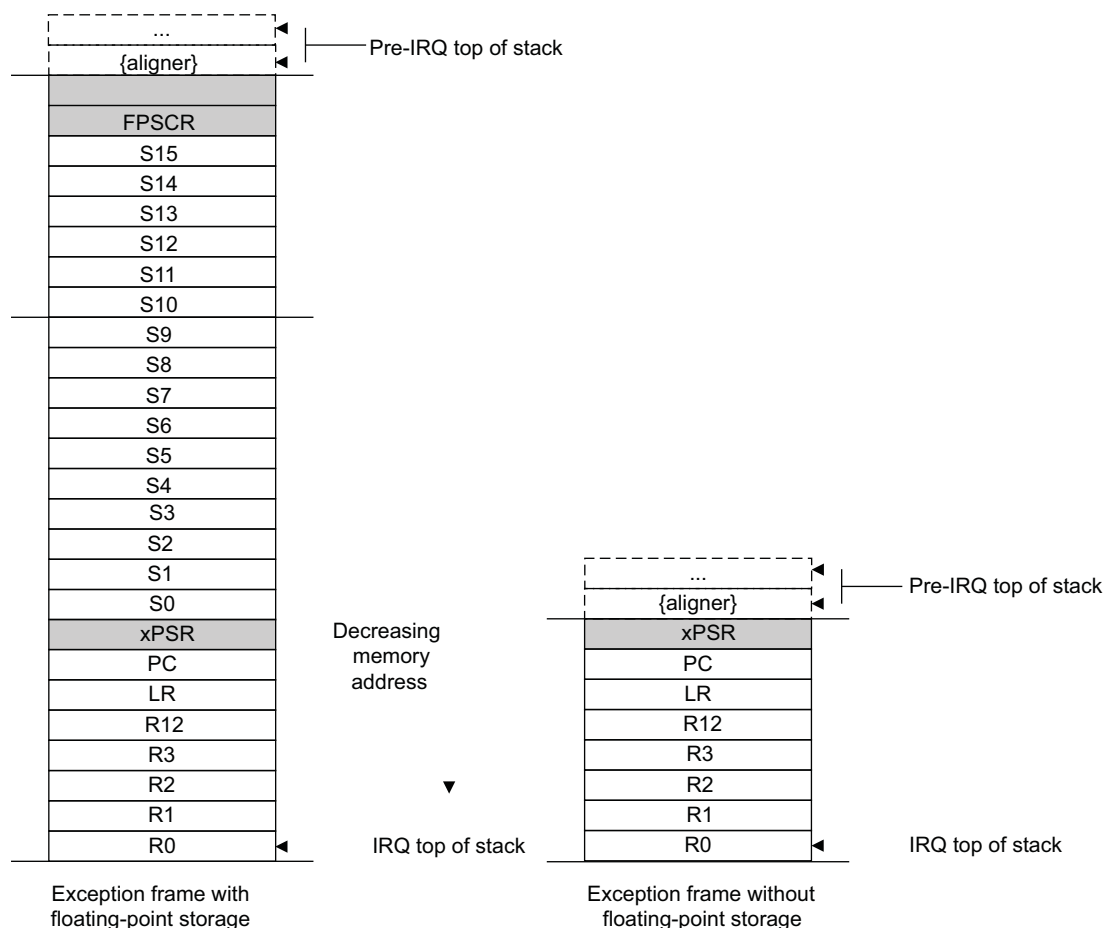 ...
Pre-IRQ top of stack
{aligner}
FPSCR
S15
S14
S13
S12
S11
S10
S9
S8
S7
S6
S5
S4
S3
S2
S1
S0
xPSR
PC
LR
R12
R3
R2
R1
R0
IRQ top of stack
Exception frame with
floating-point storage
Decreasing
memory
address
...
Pre-IRQ top of stack
{aligner}
xPSR
PC
LR
R12
R3
R2
R1
R0
IRQ top of stack
Exception frame without
floating-point storage